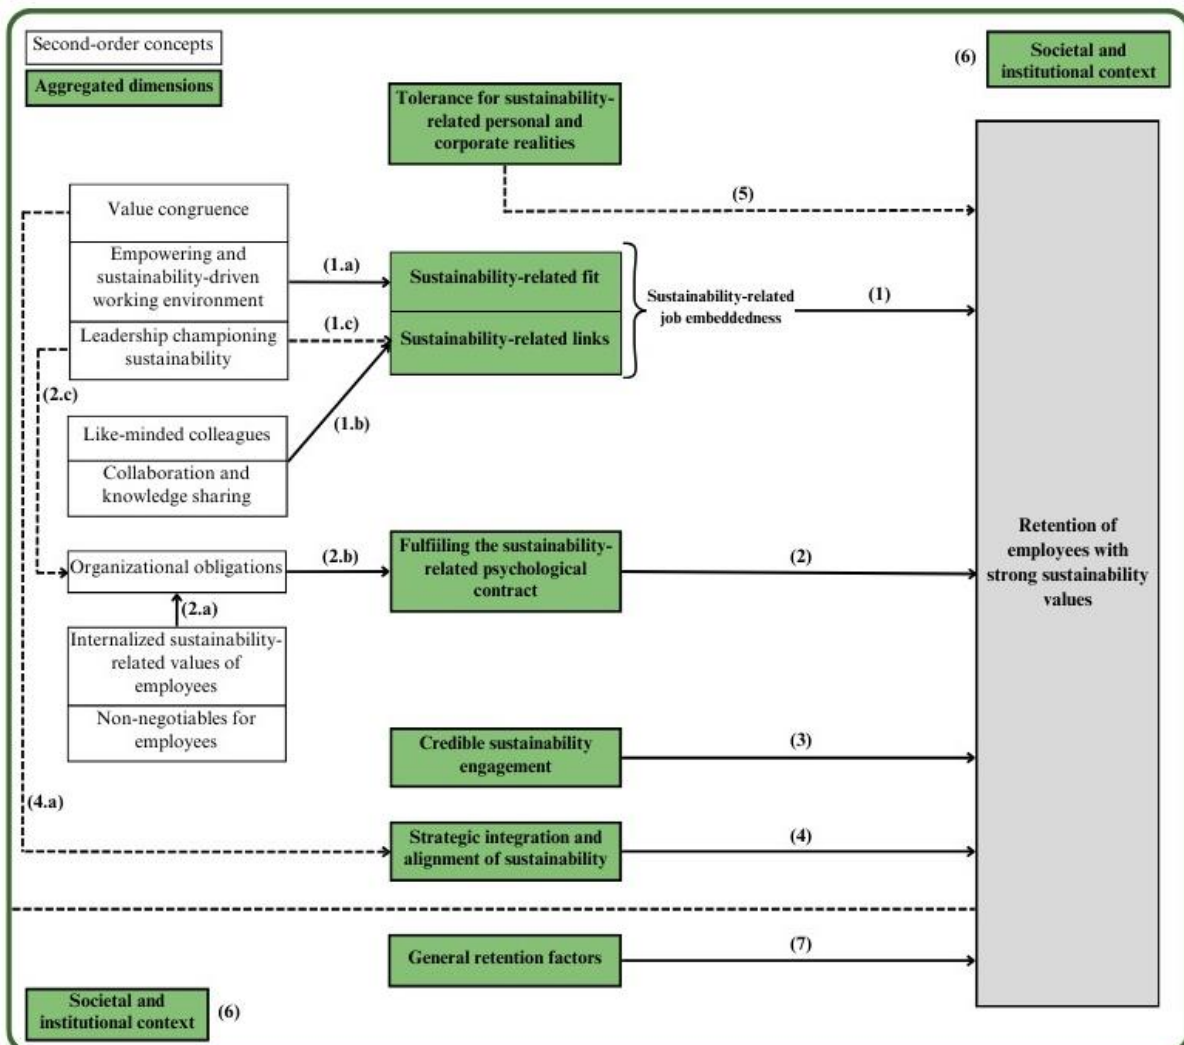 Second-order concepts
Aggregated dimensions
(6)
Societal and
institutional context
Tolerance for sustainability-
related personal and
corporate realities
(5)
Value congruence
Empowering and
sustainability-driven
working environment
Leadership championing
sustainability
(1.a)
(1.c)
(1.b)
Sustainability-related fit
Sustainability-related links
Sustainability-related
job embeddedness
(1)
(2.c)
Like-minded colleagues
Collaboration and
knowledge sharing
Organizational obligations
(2.b)
Fulfiiling the sustainability-
related psychological
contract
(2)
Retention of
employees with
strong sustainability
values
(2.a)
Internalized sustainability-
related values of
employees
Non-negotiables for
employees
Credible sustainability
engagement
(3)
(4.a)
Strategic integration and
alignment of sustainability
(4)
General retention factors
(7)
Societal and
institutional context
(6)